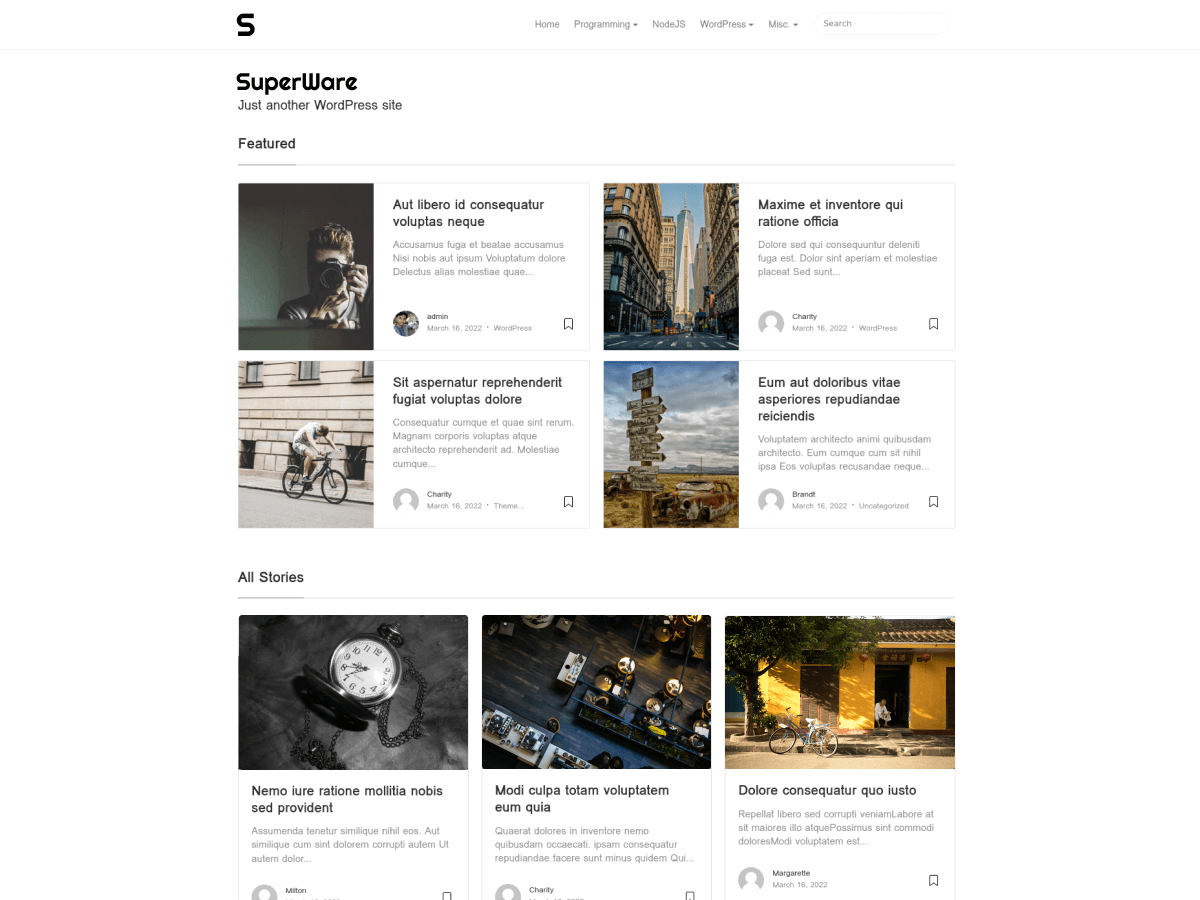 S
Home Programming NodeJS WordPress Misc. Search
SuperWare
Just another WordPress site
Featured
Aut libero id consequatur
voluptas neque
Accusamus fuga et beatae accusamus
Nisi nobis aut ipsum Voluptatum dolore
Delectus alias molestiae quae...
admin
March 16, 2022 · WordPress
Maxime et inventore qui
ratione officia
Dolore sed qui consequuntur deleniti
fuga est. Dolor sint aperiam et molestiae
placeat Sed sunt...
Charity
March 16, 2022 · WordPress
Sit aspernatur reprehenderit
fugiat voluptas dolore
Consequatur cumque et quae sint rerum.
Magnam corporis voluptas atque
architecto reprehenderit ad. Molestiae
cumque...
Charity
March 16, 2022 · Theme...
Eum aut doloribus vitae
asperiores repudiandae
reiciendis
Voluptatem architecto animi quibusdam
architecto. Eum cumque cum sit nihil
ipsa Eos voluptas recusandae neque...
Brandt
March 16, 2022 · Uncategorized
All Stories
Nemo iure ratione mollitia nobis
sed provident
Assumenda tenetur similique nihil eos. Aut
similique cum sint dolorem corrupti autem Ut
autem dolor...
Milton
Modi culpa totam voluptatem
eum quia
Quaerat dolores in inventore nemo
quibusdam occaecati. ipsam consequatur
repudiandae facere sunt minus quidem Qui...
Charity
Dolore consequatur quo iusto
Repellat libero sed corrupti veniamLabore at
sit maiores illo atquePossimus sint commodi
doloresModi voluptatem est...
Margarette
March 16, 2022